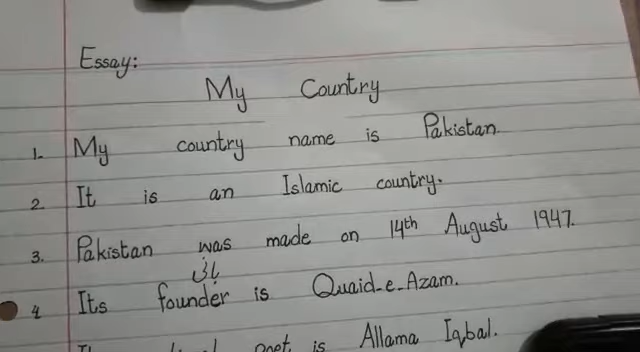 Essay:
My Country
1. My country name is Pakistan.
2. It is an Islamic country.
3. Pakistan was made on 14th August 1947.
بانی
4 Its founder is Quaid-e-Azam.
poet is Allama Iqbal.